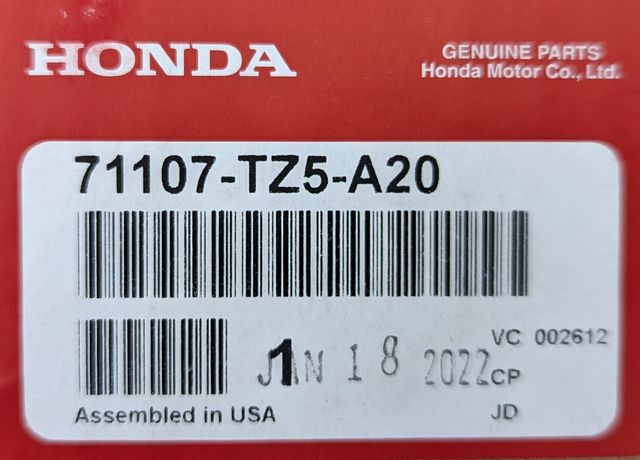 HONDA
GENUINE PARTS
Honda Motor Co., Ltd.
71107-TZ5-A20
1
JAN 18 2022
VC 002612
CP
Assembled in USA
JD